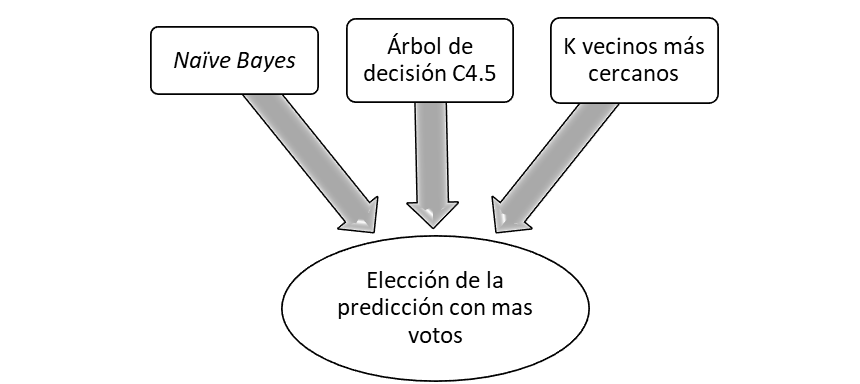 Naïve Bayes
Árbol de
decisión C4.5
K vecinos más
cercanos
Elección de la
predicción con mas
votos